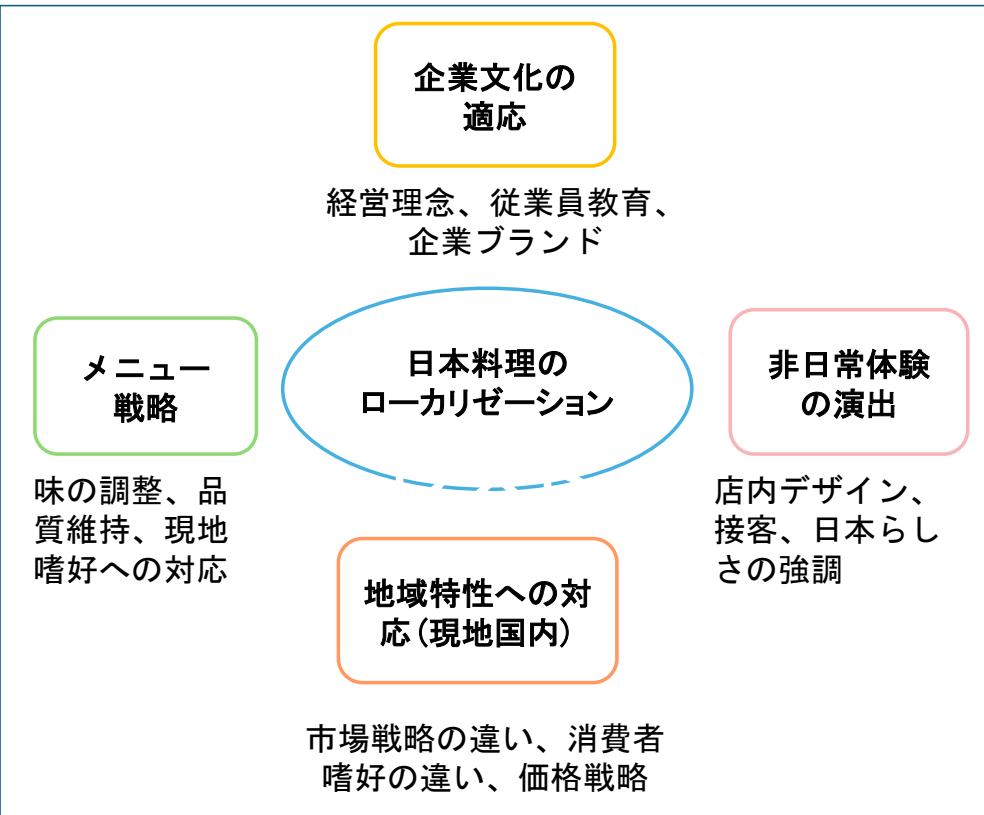 企業文化の
適応
経営理念、従業員教育、
企業ブランド
日本料理の
ローカリゼーション
メニュー
戦略
味の調整、品
質維持、現地
嗜好への対応
非日常体験
の演出
店内デザイン、
接客、日本らし
さの強調
地域特性への対
応(現地国内)
市場戦略の違い、消費者
嗜好の違い、価格戦略